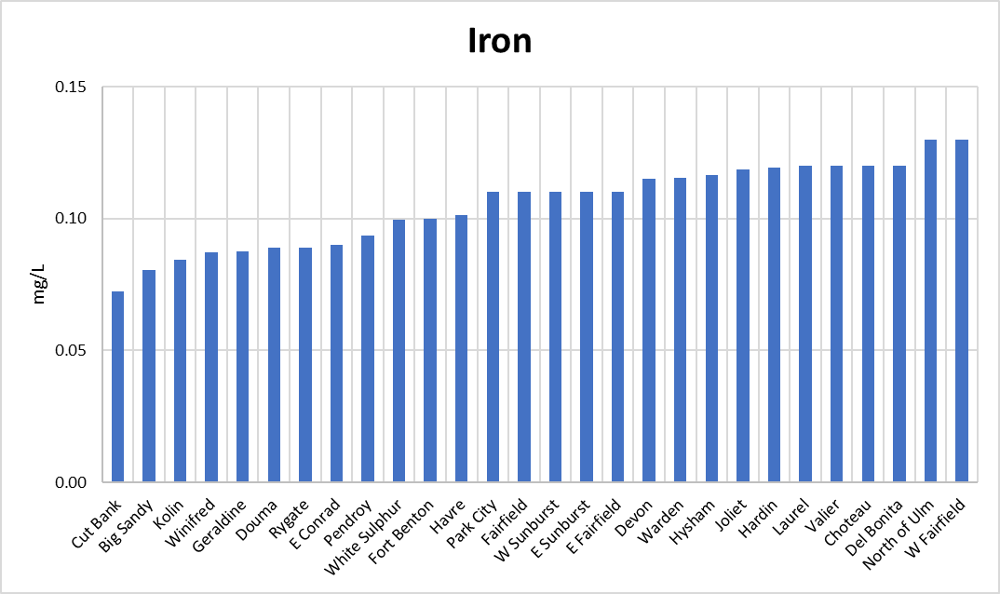 Iron
0.15
0.10
0.05
0.00
mg/L
Cut Bank
Big Sandy
Kolin
Winifred
Geraldine
Douma
Rygate
E Conrad
Pendroy
White Sulphur
Fort Benton
Havre
Park City
Fairfield
W Sunburst
E Sunburst
E Fairfield
Devon
Warden
Hysham
Joliet
Hardin
Laurel
Valier
Choteau
Del Bonita
North of Ulm
W Fairfield